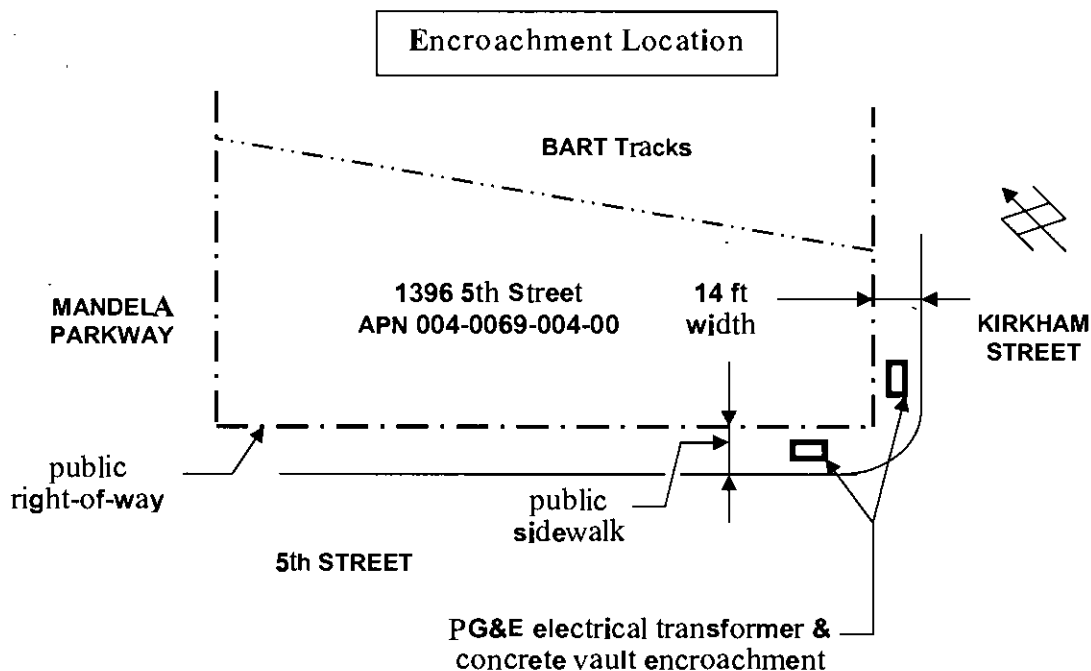 Encroachment Location
BART Tracks
MANDELA
PARKWAY
1396 5th Street
APN 004-0069-004-00
14 ft
width
KIRKHAM
STREET
public
right-of-way
public
sidewalk
5th STREET
PG&E electrical transformer &
concrete vault encroachment